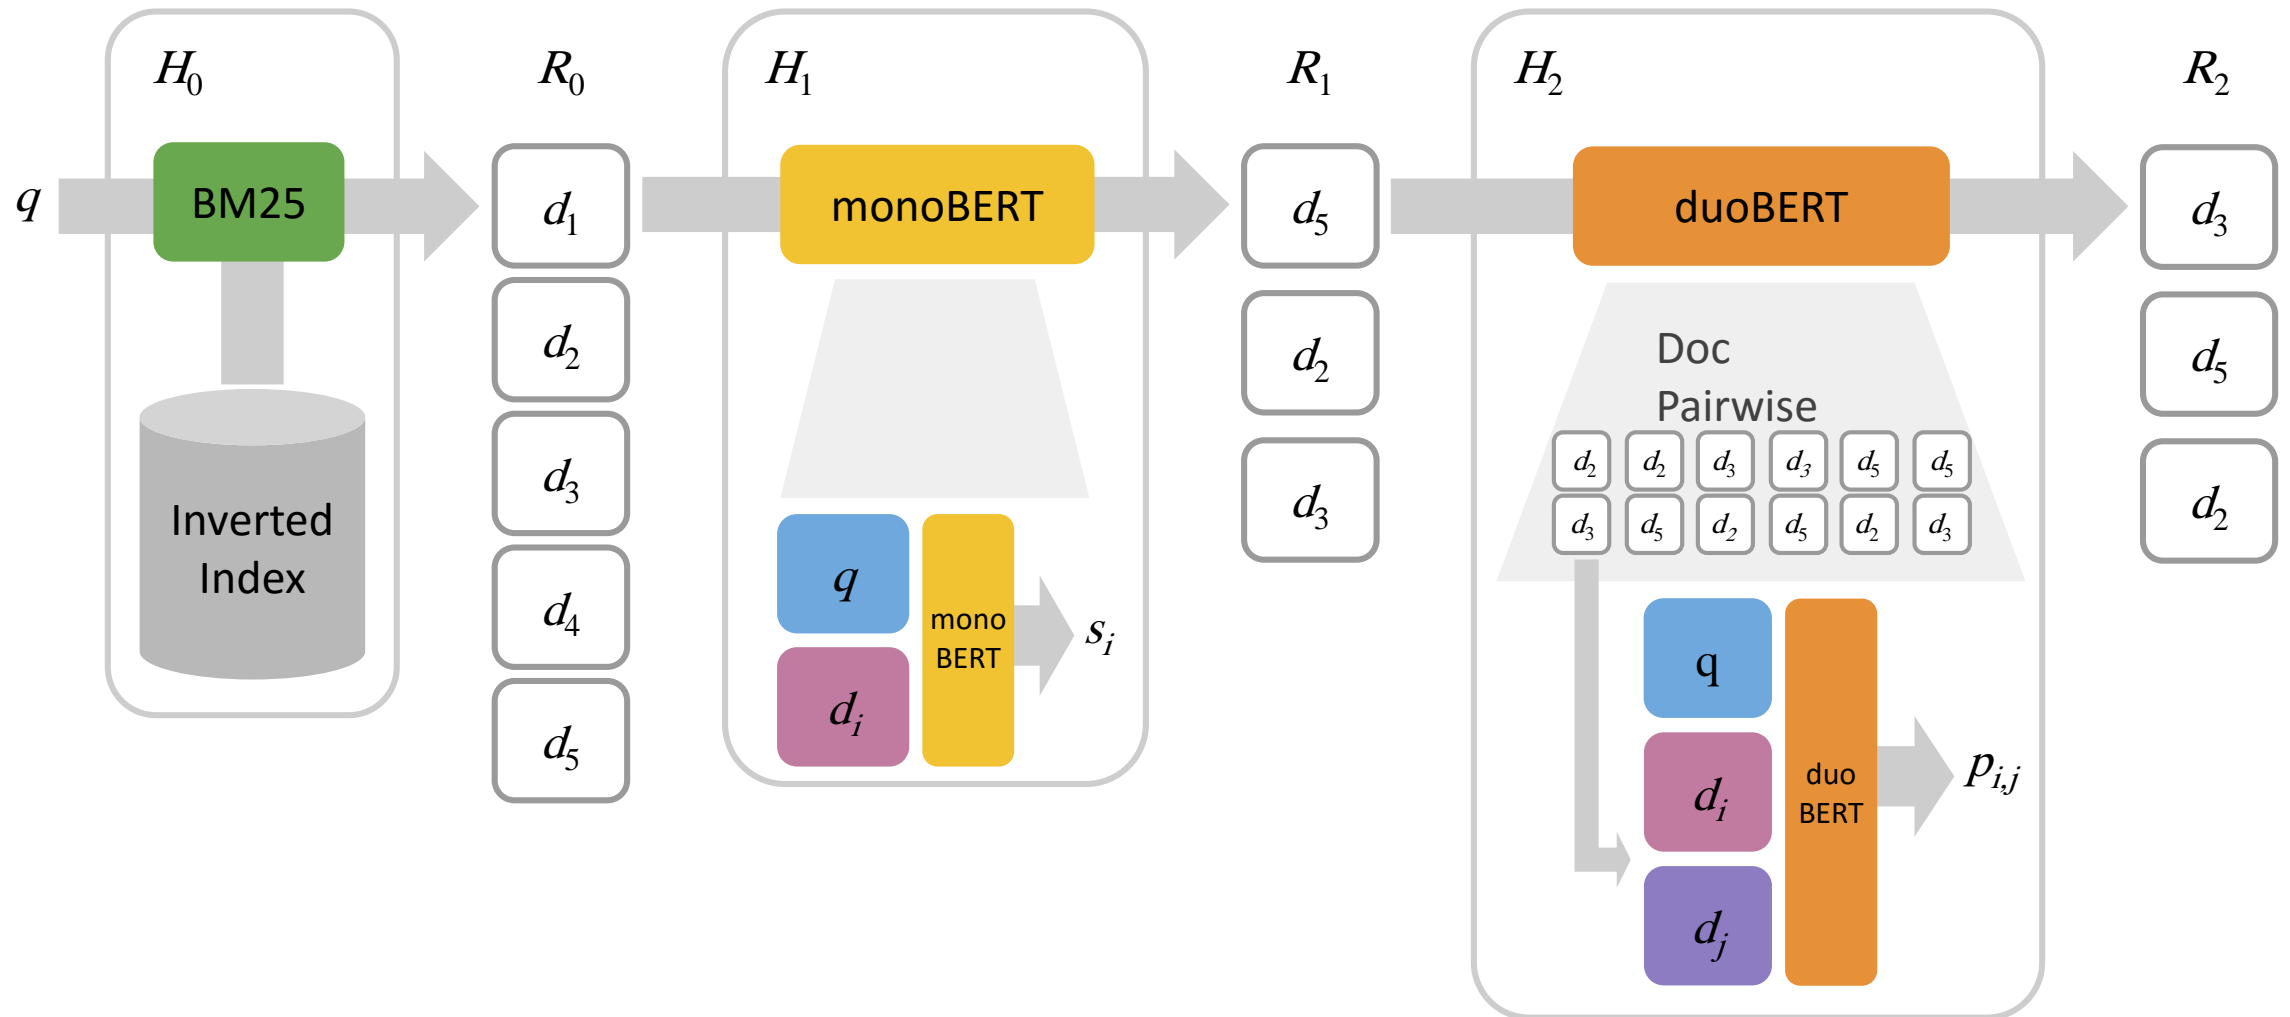 H0
R0
H1
R1
H2
R2
q
BM25
d1
monoBERT
d5
duoBERT
d3
d2
d2
Doc
Pairwise
d5
d3
d3
d2
d2 d2 d3 d3 d5 d5
d3 d5 d2 d5 d2 d3
Inverted
Index
d4
d5
q
di
mono
BERT
si
q
di
dj
duo
BERT
pi,j